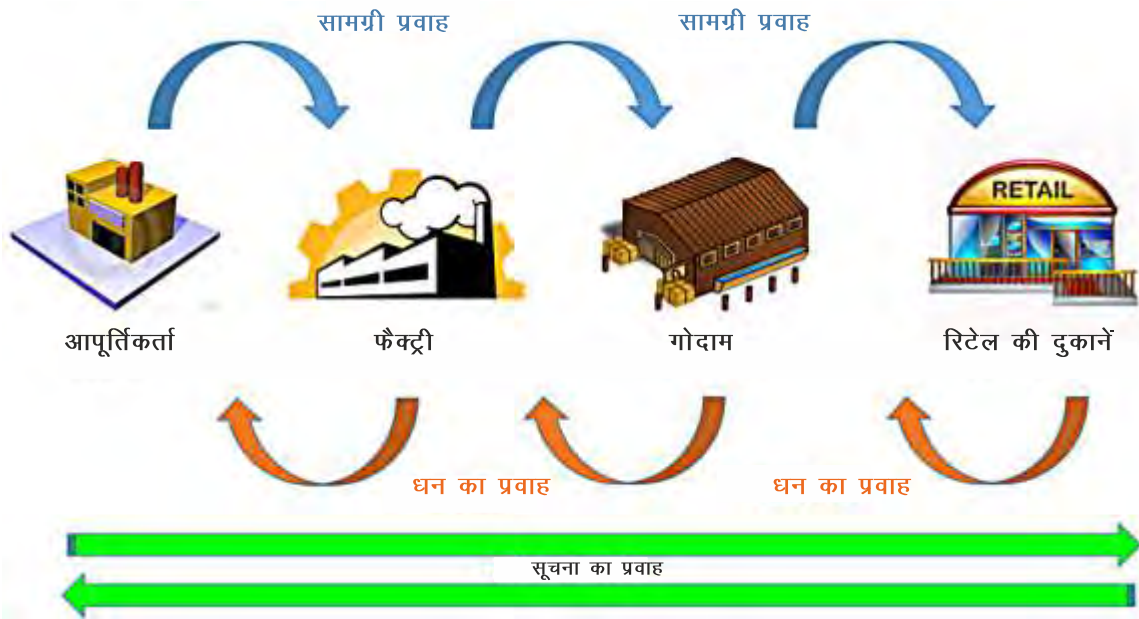 सामग्री प्रवाह सामग्री प्रवाह
RETAIL
आपूर्तिकर्ता फैक्ट्री गोदाम रिटेल की दुकानें
धन का प्रवाह धन का प्रवाह
सूचना का प्रवाह